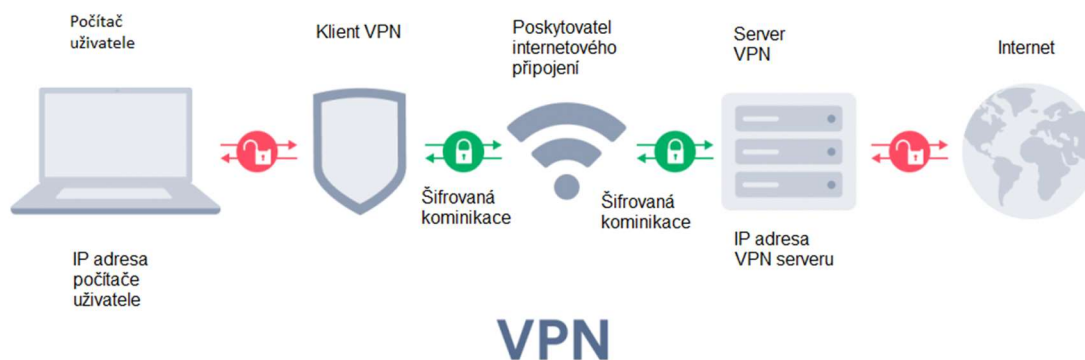 Počítač
uživatele
Klient VPN
Poskytovatel
internetového
připojení
Server
VPN
Internet
Šifrovaná
kominikace
Šifrovaná
kominikace
IP adresa
počítače
uživatele
IP adresa
VPN serveru
VPN